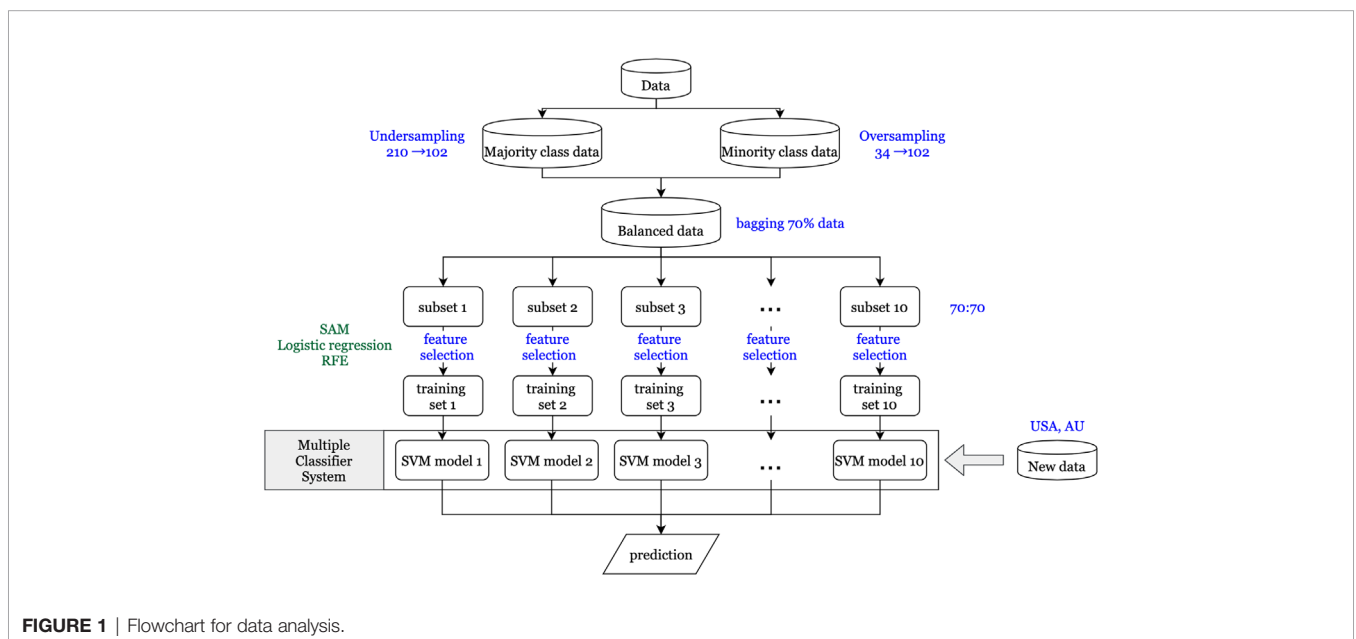 Data
Undersampling
210 →102
Majority class data
Minority class data
Oversampling
34 →102
Balanced data
bagging 70% data
subset 1
subset 2
subset 3
...
subset 10
70:70
SAM
Logistic regression
RFE
feature
selection
feature
selection
feature
selection
feature
selection
feature
selection
training
set 1
training
set 2
training
set 3
...
training
set 10
Multiple
Classifier
System
SVM model 1
SVM model 2
SVM model 3
...
SVM model 10
USA, AU
New data
prediction
FIGURE 1 | Flowchart for data analysis.